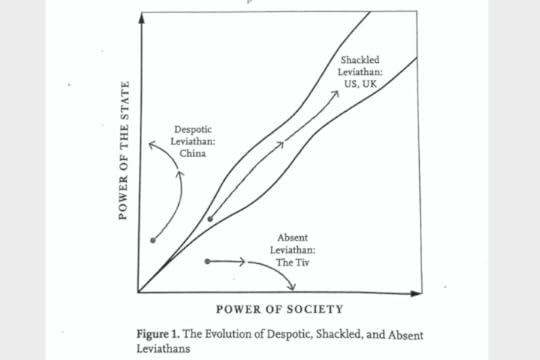 Shackled
Leviathan:
US, UK
Despotic
Leviathan:
China
POWER OF THE STATE
Absent
Leviathan:
The Tiv
POWER OF SOCIETY
Figure 1. The Evolution of Despotic, Shackled, and Absent
Leviathans